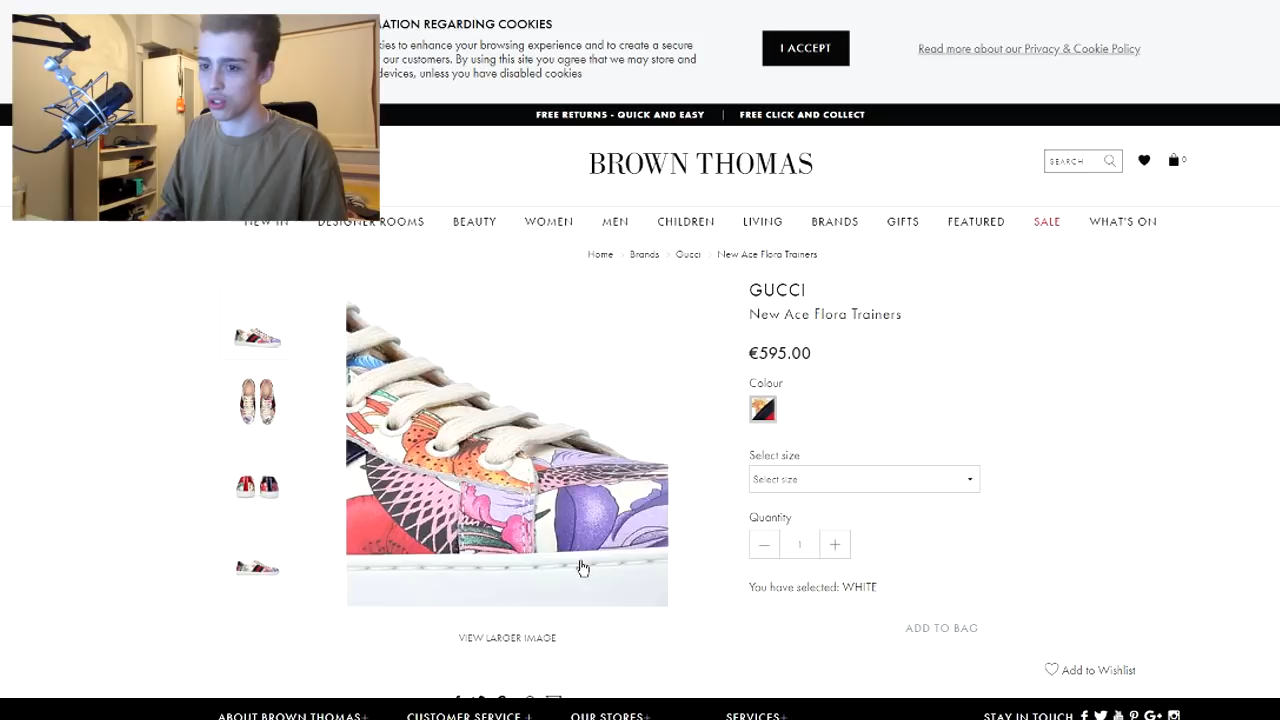 ATION REGARDING COOKIES
ies to enhance your browsing experience and to create a secure
our customers. By using this site you agree that we may store and
devices, unless you have disabled cookies
I ACCEPT
Read more about our Privacy & Cookie Policy
FREE RETURNS - QUICK AND EASY | FREE CLICK AND COLLECT
BROWN THOMAS
SEARCH
0
NEW IN DESIGNER ROOMS BEAUTY WOMEN MEN CHILDREN LIVING BRANDS GIFTS FEATURED SALE WHAT'S ON
Home > Brands > Gucci > New Ace Flora Trainers
GUCCI
New Ace Flora Trainers
€595.00
Colour
Select size
Select size
Quantity
— 1 +
You have selected: WHITE
ADD TO BAG
VIEW LARGER IMAGE
Add to Wishlist
ABOUT BROWN THOMAS+ CUSTOMER SERVICE + OUR STORES+ SERVICES+ STAY IN TOUCH